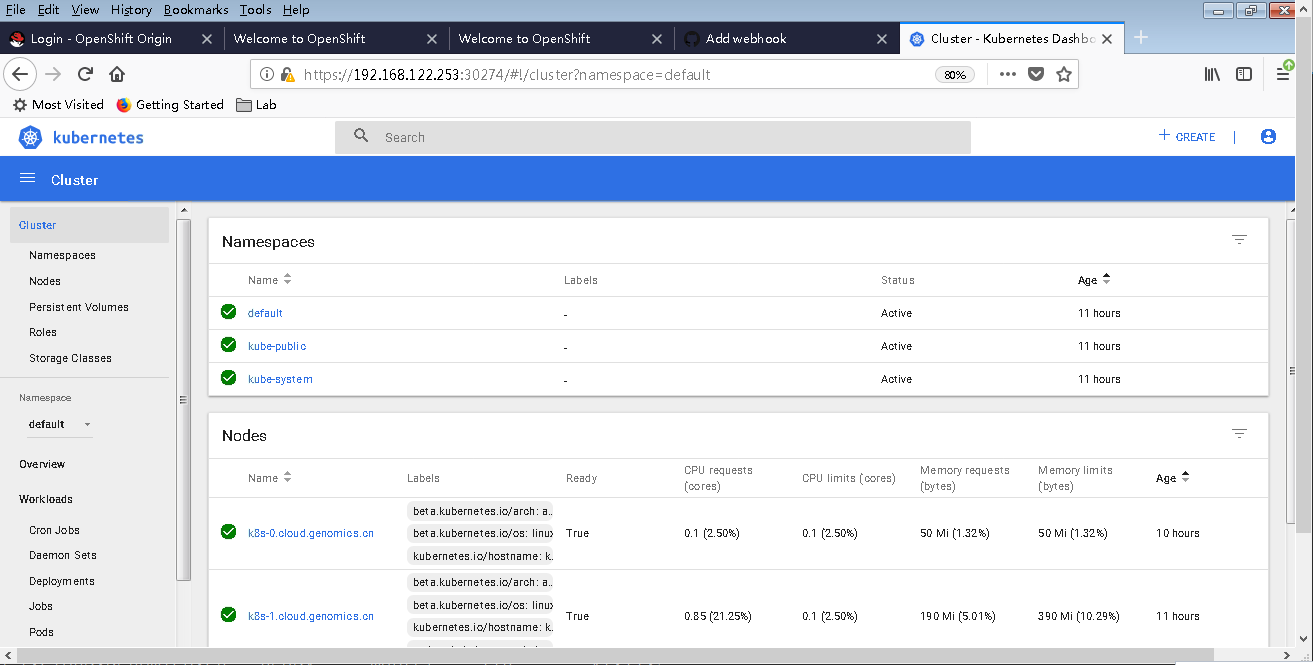 File Edit View History Bookmarks Tools Help
Login - OpenShift Origin Welcome to OpenShift Welcome to OpenShift Add webhook Cluster - Kubernetes Dashbo
https://192.168.122.253:30274/#!/cluster?namespace=default 80%
Most Visited Getting Started Lab
kubernetes Search + CREATE |
Cluster
Cluster
Namespaces
Nodes
Persistent Volumes
Roles
Storage Classes
Namespace
default
Overview
Workloads
Cron Jobs
Daemon Sets
Deployments
Jobs
Pods
Namespaces
Name Labels Status Age
default - Active 11 hours
kube-public - Active 11 hours
kube-system - Active 11 hours
Nodes
Name Labels Ready CPU requests (cores) CPU limits (cores) Memory requests (bytes) Memory limits (bytes) Age
beta.kubernetes.io/arch: a..
k8s-0.cloud.genomics.cn beta.kubernetes.io/os: linux True 0.1 (2.50%) 0.1 (2.50%) 50 Mi (1.32%) 50 Mi (1.32%) 10 hours
kubernetes.io/hostname: k..
beta.kubernetes.io/arch: a..
beta.kubernetes.io/os: linux
k8s-1.cloud.genomics.cn True 0.85 (21.25%) 0.1 (2.50%) 190 Mi (5.01%) 390 Mi (10.29%) 11 hours
kubernetes.io/hostname: k..